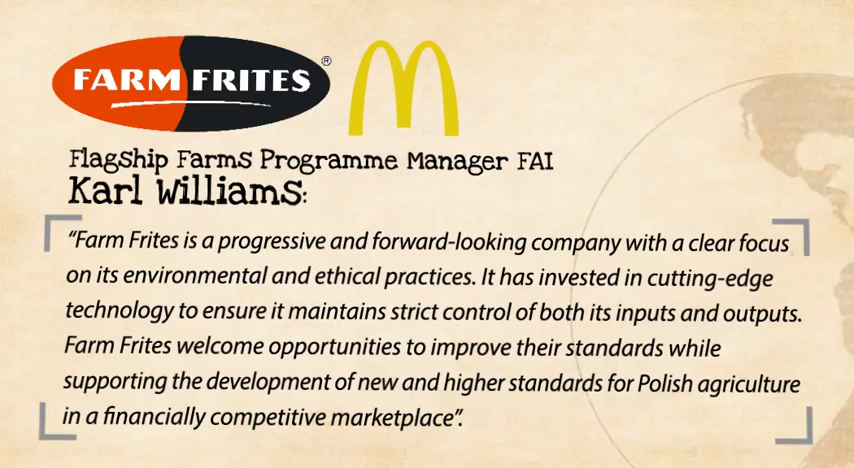 FARM FRITES ®
Flagship Farms Programme Manager FAI
Karl Williams:
“Farm Frites is a progressive and forward-looking company with a clear focus
on its environmental and ethical practices. It has invested in cutting-edge
technology to ensure it maintains strict control of both its inputs and outputs.
Farm Frites welcome opportunities to improve their standards while
supporting the development of new and higher standards for Polish agriculture
in a financially competitive marketplace”.